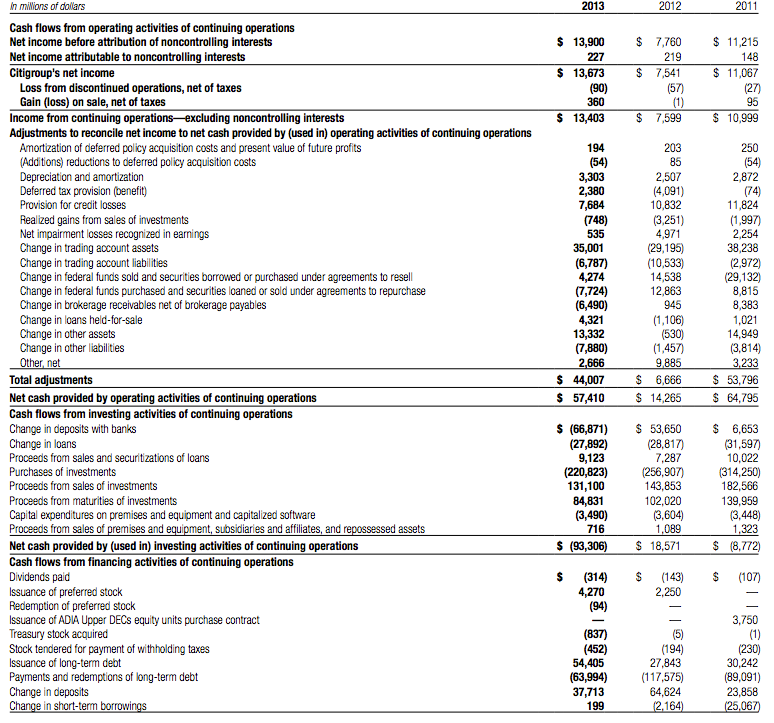 In millions of dollars 2013 2012 2011
Cash flows from operating activities of continuing operations
Net income before attribution of noncontrolling interests $ 13,900 $ 7,760 $ 11,215
Net income attributable to noncontrolling interests 227 219 148
Citigroup's net income $ 13,673 $ 7,541 $ 11,067
Loss from discontinued operations, net of taxes (90) (57) (27)
Gain (loss) on sale, net of taxes 360 (1) 95
Income from continuing operations—excluding noncontrolling interests $ 13,403 $ 7,599 $ 10,999
Adjustments to reconcile net income to net cash provided by (used in) operating activities of continuing operations
Amortization of deferred policy acquisition costs and present value of future profits 194 203 250
(Additions) reductions to deferred policy acquisition costs (54) 85 (54)
Depreciation and amortization 3,303 2,507 2,872
Deferred tax provision (benefit) 2,380 (4,091) (74)
Provision for credit losses 7,684 10,832 11,824
Realized gains from sales of investments (748) (3,251) (1,997)
Net impairment losses recognized in earnings 535 4,971 2,254
Change in trading account assets 35,001 (29,195) 38,238
Change in trading account liabilities (6,787) (10,533) (2,972)
Change in federal funds sold and securities borrowed or purchased under agreements to resell 4,274 14,538 (29,132)
Change in federal funds purchased and securities loaned or sold under agreements to repurchase (7,724) 12,863 8,815
Change in brokerage receivables net of brokerage payables (6,490) 945 8,383
Change in loans held-for-sale 4,321 (1,106) 1,021
Change in other assets 13,332 (530) 14,949
Change in other liabilities (7,880) (1,457) (3,814)
Other, net 2,666 9,885 3,233
Total adjustments $ 44,007 $ 6,666 $ 53,796
Net cash provided by operating activities of continuing operations $ 57,410 $ 14,265 $ 64,795
Cash flows from investing activities of continuing operations
Change in deposits with banks $ (66,871) $ 53,650 $ 6,653
Change in loans (27,892) (28,817) (31,597)
Proceeds from sales and securitizations of loans 9,123 7,287 10,022
Purchases of investments (220,823) (256,907) (314,250)
Proceeds from sales of investments 131,100 143,853 182,566
Proceeds from maturities of investments 84,831 102,020 139,959
Capital expenditures on premises and equipment and capitalized software (3,490) (3,604) (3,448)
Proceeds from sales of premises and equipment, subsidiaries and affiliates, and repossessed assets 716 1,089 1,323
Net cash provided by (used in) investing activities of continuing operations $ (93,306) $ 18,571 $ (8,772)
Cash flows from financing activities of continuing operations
Dividends paid $ (314) $ (143) $ (107)
Issuance of preferred stock 4,270 2,250 —
Redemption of preferred stock (94) — —
Issuance of ADIA Upper DECs equity units purchase contract — — 3,750
Treasury stock acquired (837) (5) (1)
Stock tendered for payment of withholding taxes (452) (194) (230)
Issuance of long-term debt 54,405 27,843 30,242
Payments and redemptions of long-term debt (63,994) (117,575) (89,091)
Change in deposits 37,713 64,624 23,858
Change in short-term borrowings 199 (2,164) (25,067)